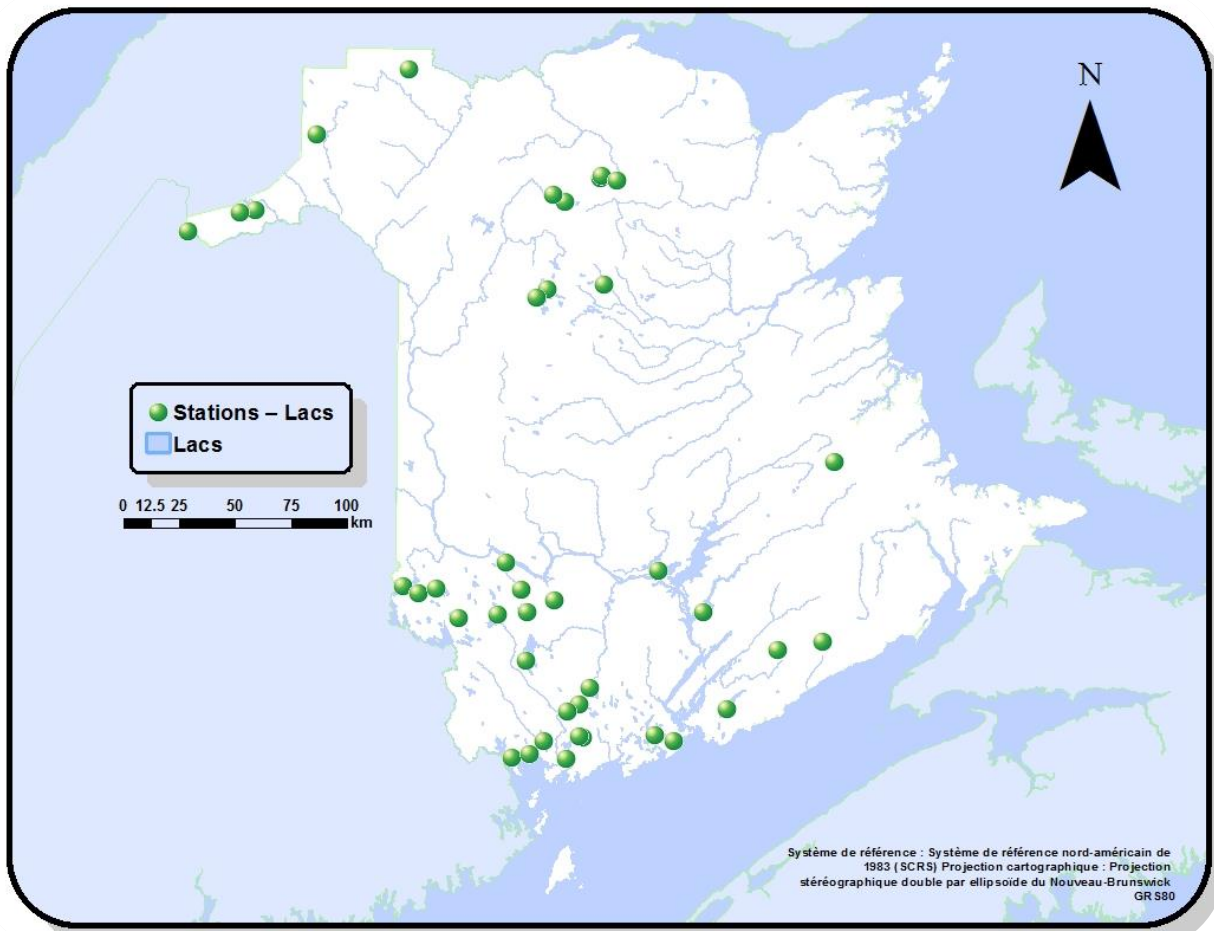 N
Stations – Lacs
Lacs
0 12.5 25 50 75 100
km
Système de référence : Système de référence nord-américain de
1983 (SCRS) Projection cartographique : Projection
stéréographique double par ellipsoïde du Nouveau-Brunswick
GRS80